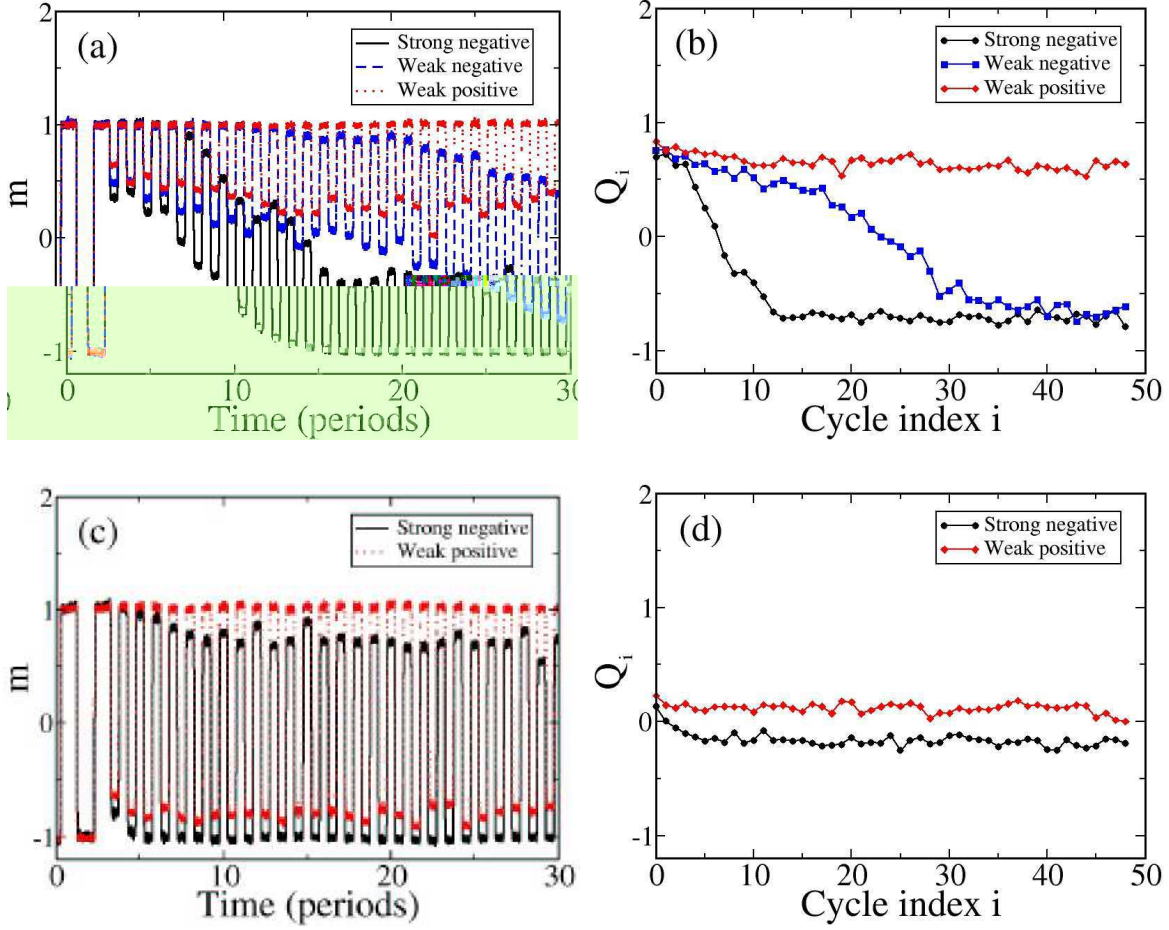 (a)
Strong negative
Weak negative
Weak positive
2
1
0
-1
m
0 10 20 30
Time (periods)
(b)
Strong negative
Weak negative
Weak positive
2
1
0
-1
Q_i
0 10 20 30 40 50
Cycle index i
(c)
Strong negative
Weak positive
2
1
0
-1
m
0 10 20 30
Time (periods)
(d)
Strong negative
Weak positive
2
1
0
-1
Q_i
0 10 20 30 40 50
Cycle index i